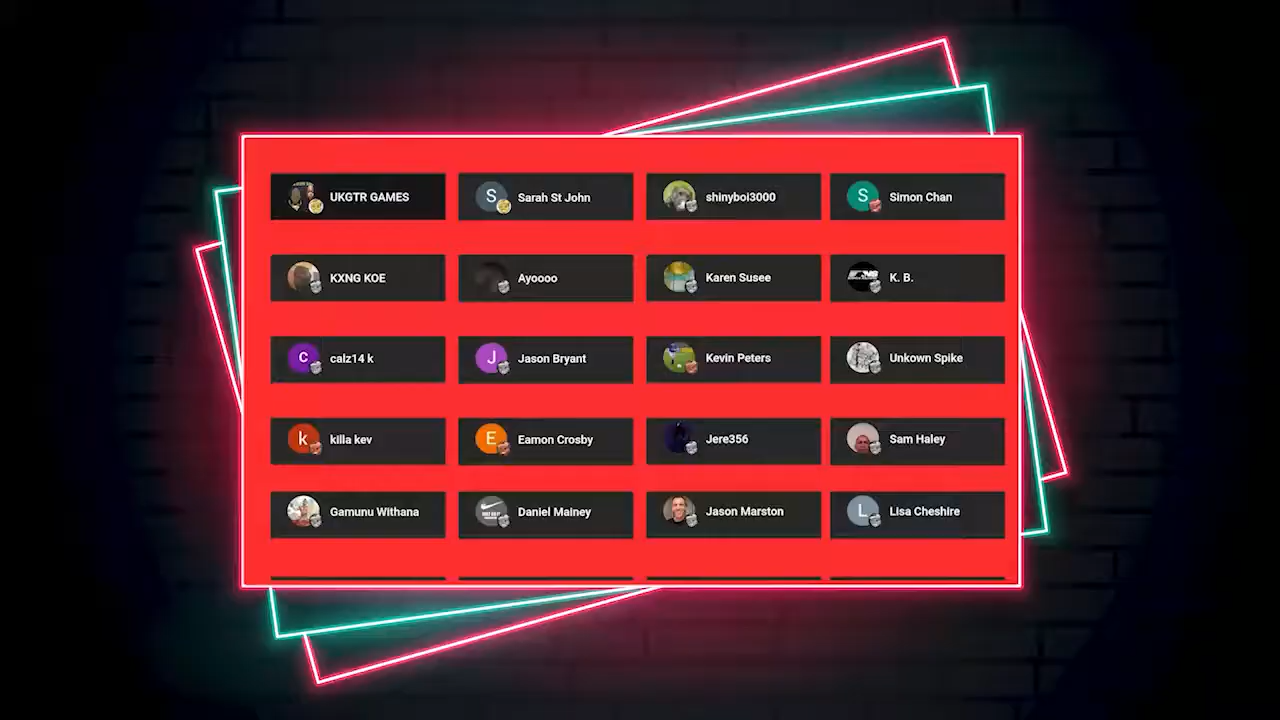 UKGTR GAMES
S Sarah St John
shinyboi3000
S Simon Chan
KXNG KOE
Ayoooo
Karen Susee
K. B.
c calz14 k
J Jason Bryant
Kevin Peters
Unkown Spike
k killa kev
E Eamon Crosby
Jere356
Sam Haley
Gamunu Withana
Daniel Mainey
Jason Marston
L Lisa Cheshire